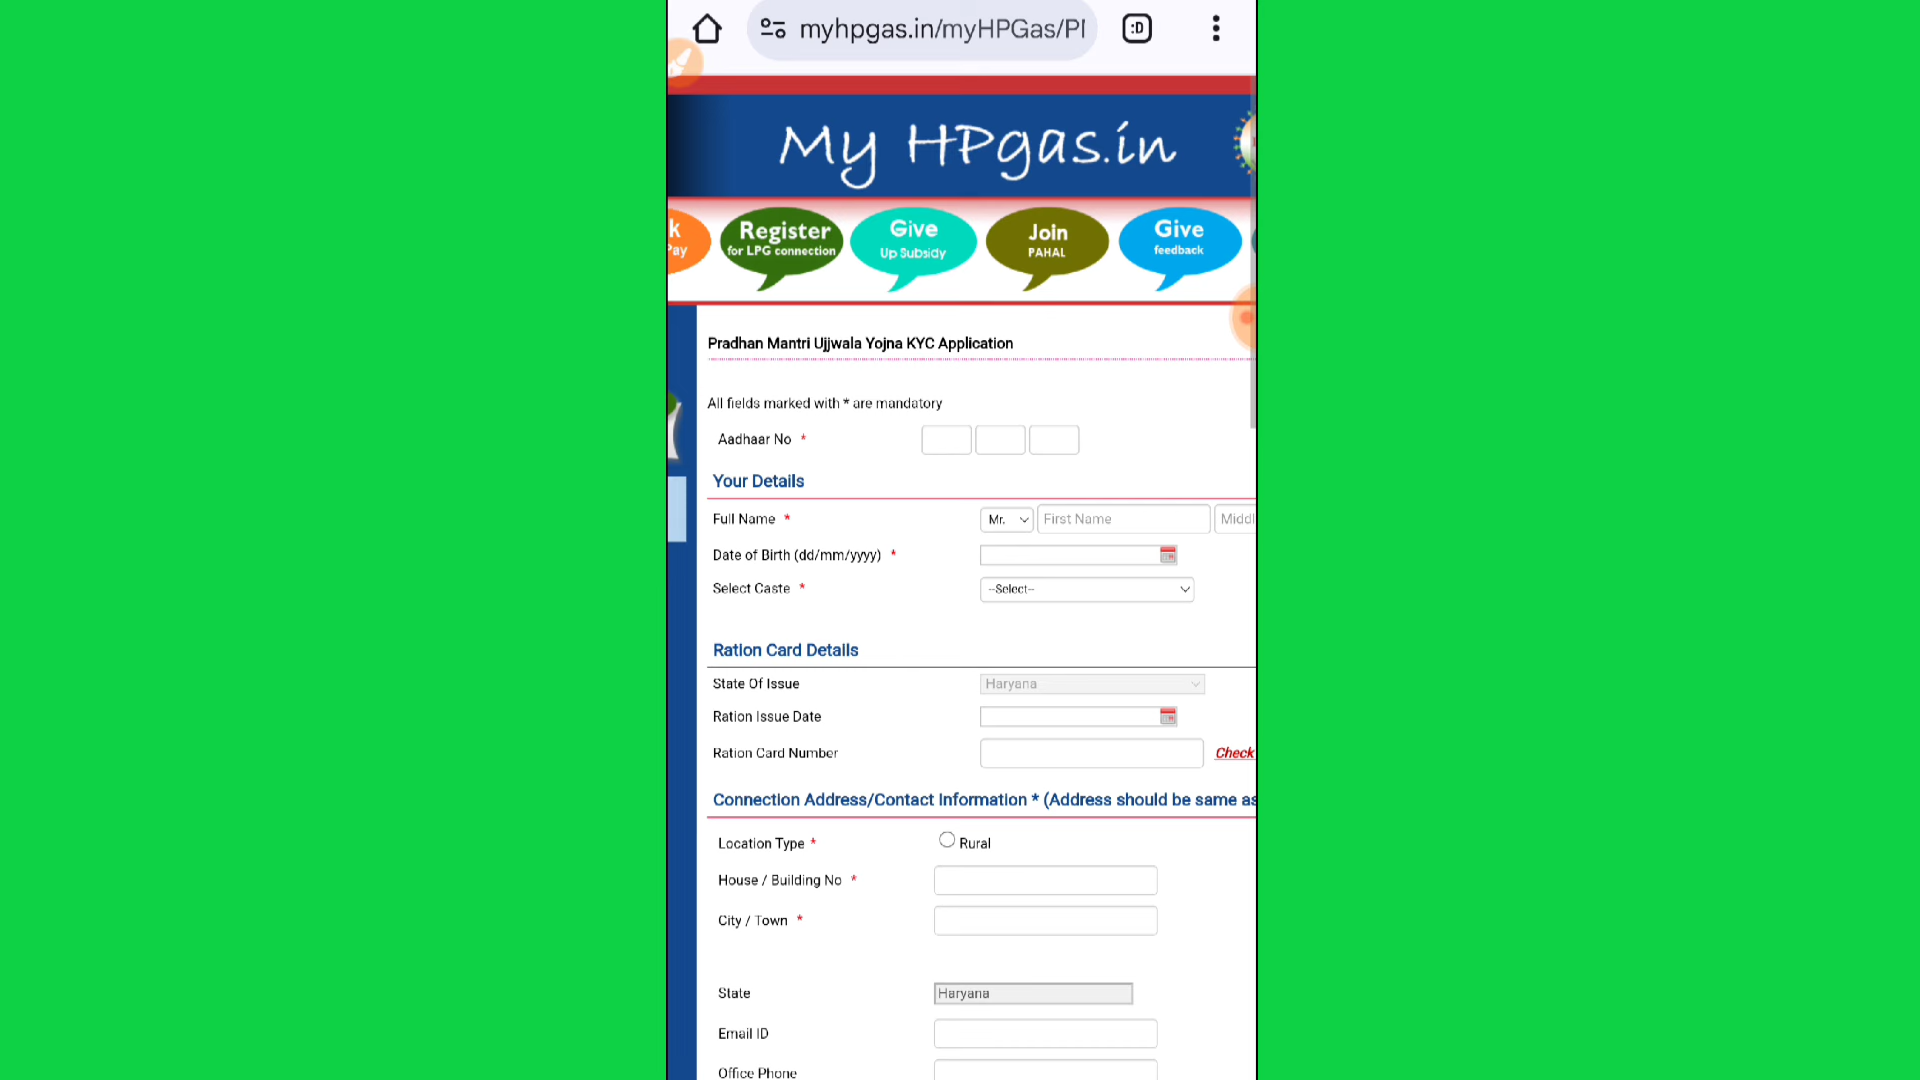 myhpgas.in/myHPGas/P
:D
My HPgas.in
k
Pay
Register
for LPG connection
Give
Up Subsidy
Join
PAHAL
Give
feedback
Pradhan Mantri Ujjwala Yojna KYC Application
All fields marked with * are mandatory
Aadhaar No *
Your Details
Full Name * Mr. First Name Middl
Date of Birth (dd/mm/yyyy) *
Select Caste * --Select--
Ration Card Details
State Of Issue Haryana
Ration Issue Date
Ration Card Number Check
Connection Address/Contact Information * (Address should be same as
Location Type * Rural
House / Building No *
City / Town *
State Haryana
Email ID
Office Phone